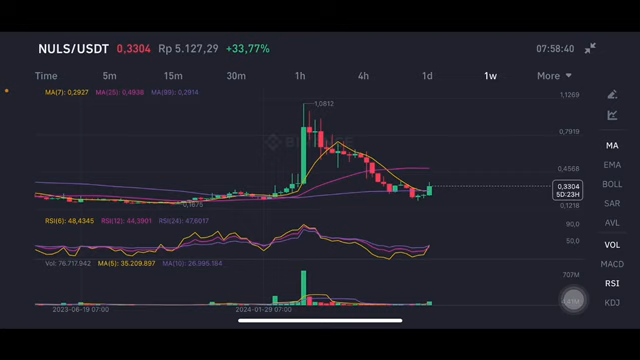 NULS/USDT 0,3304 Rp 5.127,29 +33,77% 07:58:40
Time 5m 15m 30m 1h 4h 1d 1w More
MA(7): 0,2927 MA(25): 0,4938 MA(99): 0,2914
1,1269
1,0812
MA
0,7919
EMA
0,4568
BOLL
0,3304
5D:23H
SAR
0,1675
0,1218
AVL
RSI(6): 48,4345 RSI(12): 44,3901 RSI(24): 47,6017
90,0
50,0
VOL
Vol: 76.717.942 MA(5): 35.209.897 MA(10): 26.995.184
MACD
707M
RSI
KDJ
2023-06-19 07:00 2024-01-29 07:00